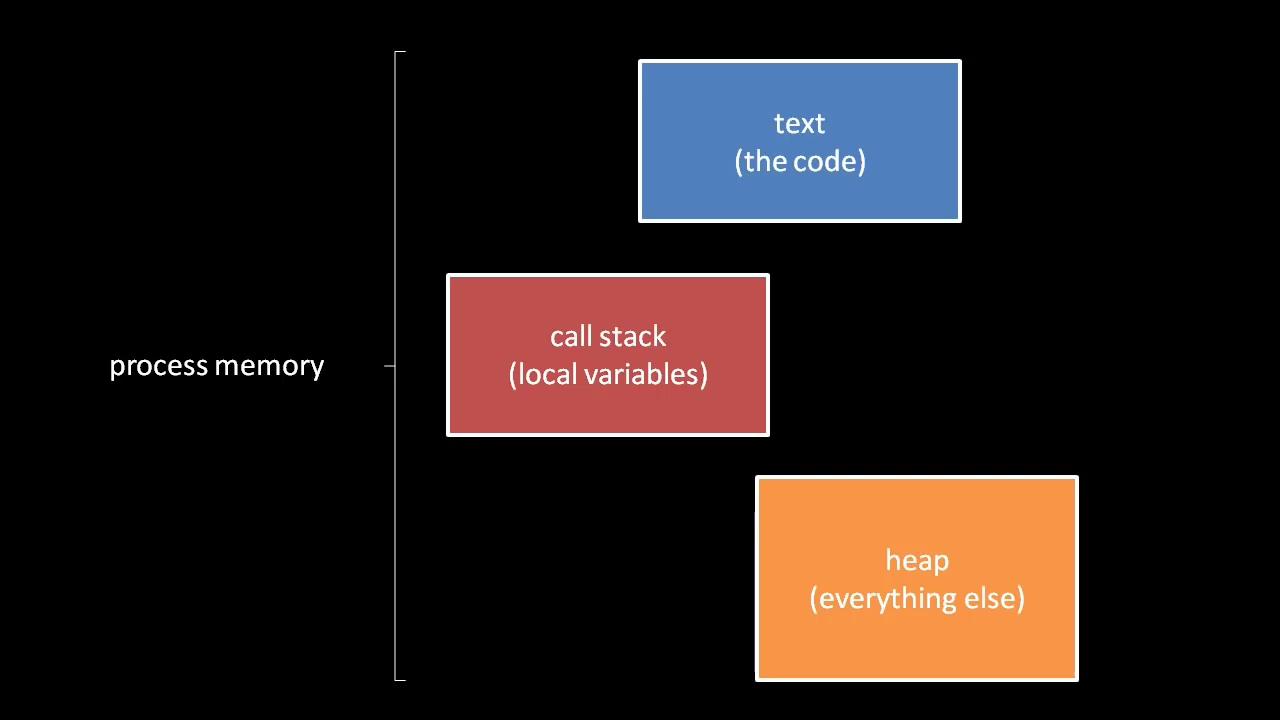 text
(the code)
call stack
(local variables)
process memory
heap
(everything else)